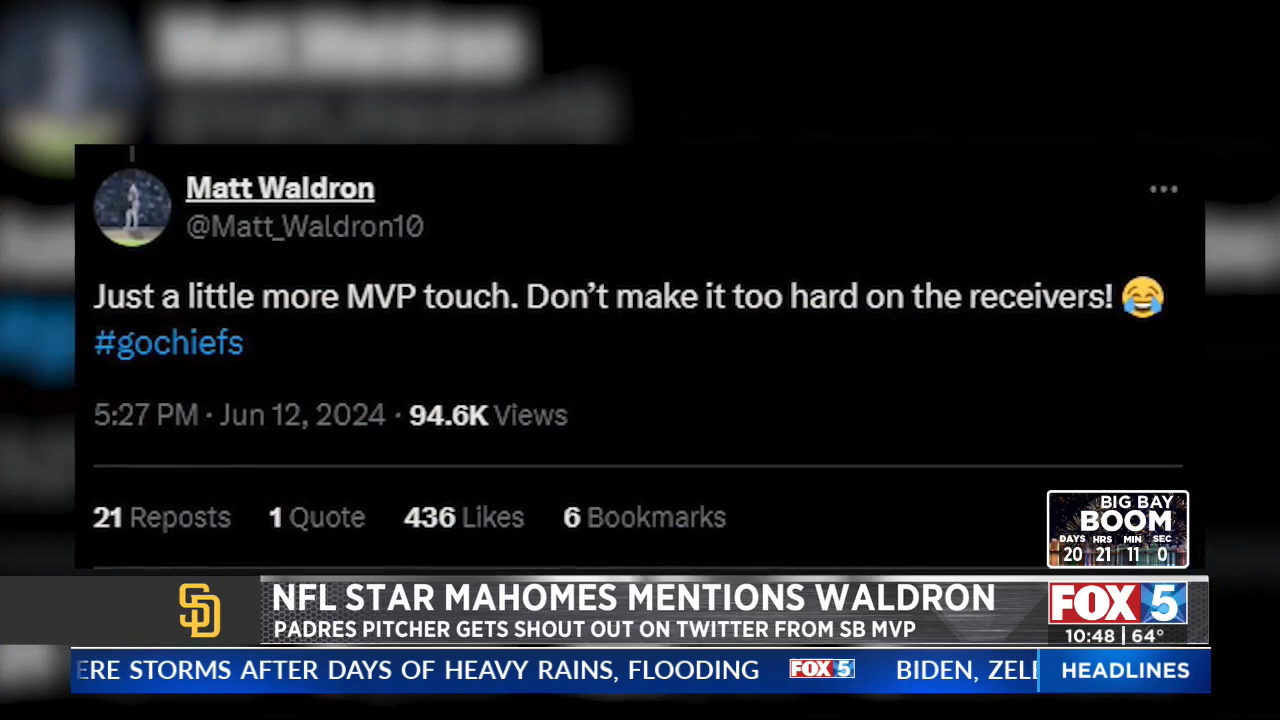 Matt Waldron
@Matt_Waldron10
Just a little more MVP touch. Don’t make it too hard on the receivers! 😂
#gochiefs
5:27 PM · Jun 12, 2024 · 94.6K Views
21 Reposts 1 Quote 436 Likes 6 Bookmarks
BIG BAY
BOOM
DAYS HRS MIN SEC
20 21 11 0
SD
NFL STAR MAHOMES MENTIONS WALDRON
PADRES PITCHER GETS SHOUT OUT ON TWITTER FROM SB MVP
FOX 5
10:48 | 64°
ERE STORMS AFTER DAYS OF HEAVY RAINS, FLOODING FOX 5 BIDEN, ZELE
HEADLINES